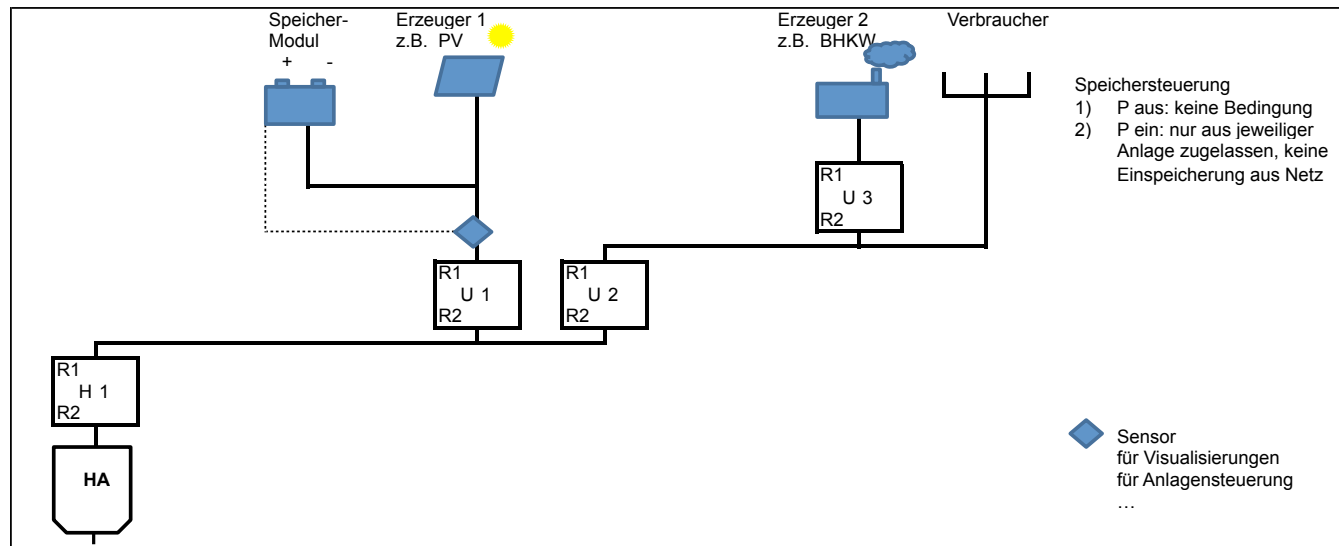 Speicher-
Modul
+ -
Erzeuger 1
z.B. PV
Erzeuger 2
z.B. BHKW
Verbraucher
Speichersteuerung
1) P aus: keine Bedingung
2) P ein: nur aus jeweiliger
Anlage zugelassen, keine
Einspeicherung aus Netz
R1
U 3
R2
R1
U 1
R2
R1
U 2
R2
R1
H 1
R2
HA
Sensor
für Visualisierungen
für Anlagensteuerung
…